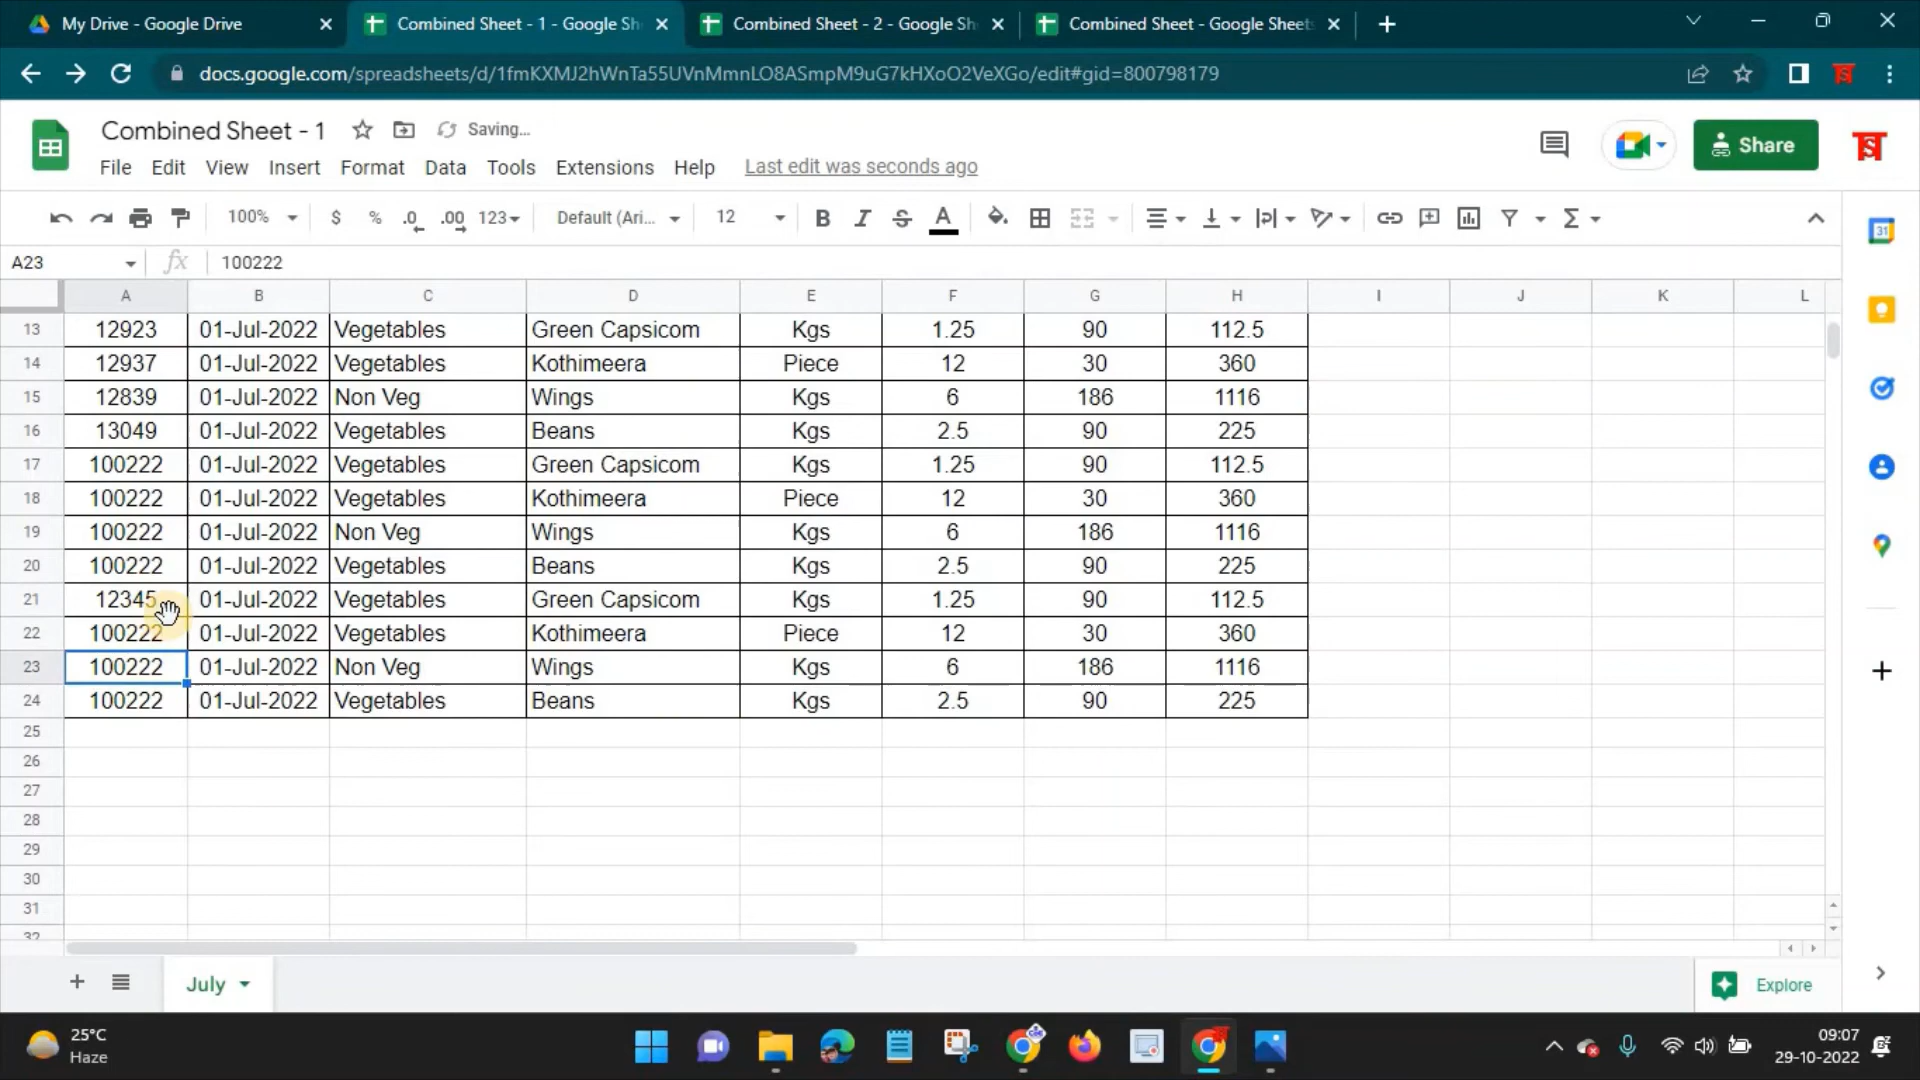 My Drive - Google Drive
Combined Sheet - 1 - Google Sh
Combined Sheet - 2 - Google Sh
Combined Sheet - Google Sheets
docs.google.com/spreadsheets/d/1fmKXMJ2hWnTa55UVnMmnLO8ASmpM9uG7kHXoO2VeXGo/edit#gid=800798179
Combined Sheet - 1 Saving...
Share
File Edit View Insert Format Data Tools Extensions Help Last edit was seconds ago
100% $ % .0 .00 123 Default (Ari... 12 B I S A
31
A23 fx 100222
A B C D E F G H I J K L
13 12923 01-Jul-2022 Vegetables Green Capsicom Kgs 1.25 90 112.5
14 12937 01-Jul-2022 Vegetables Kothimeera Piece 12 30 360
15 12839 01-Jul-2022 Non Veg Wings Kgs 6 186 1116
16 13049 01-Jul-2022 Vegetables Beans Kgs 2.5 90 225
17 100222 01-Jul-2022 Vegetables Green Capsicom Kgs 1.25 90 112.5
18 100222 01-Jul-2022 Vegetables Kothimeera Piece 12 30 360
19 100222 01-Jul-2022 Non Veg Wings Kgs 6 186 1116
20 100222 01-Jul-2022 Vegetables Beans Kgs 2.5 90 225
21 12345 01-Jul-2022 Vegetables Green Capsicom Kgs 1.25 90 112.5
22 100222 01-Jul-2022 Vegetables Kothimeera Piece 12 30 360
23 100222 01-Jul-2022 Non Veg Wings Kgs 6 186 1116
24 100222 01-Jul-2022 Vegetables Beans Kgs 2.5 90 225
25
26
27
28
29
30
31
32
July
Explore
25°C
Haze
09:07
29-10-2022